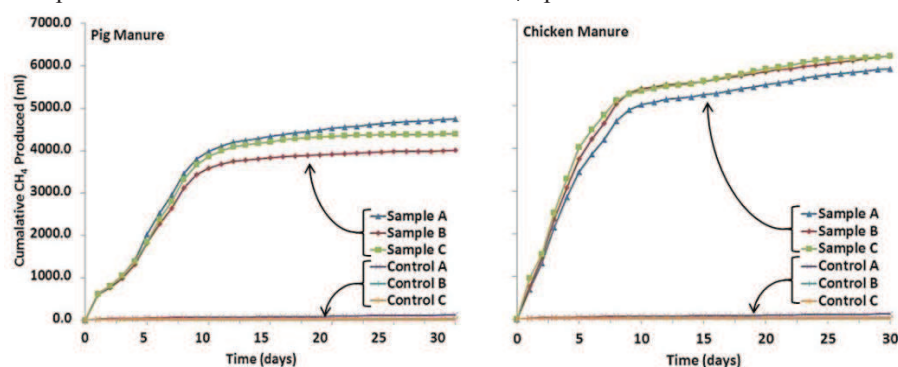 Pig Manure
Cumalative CH4 Produced (ml)
7000.0
6000.0
5000.0
4000.0
3000.0
2000.0
1000.0
0.0
Sample A
Sample B
Sample C
Control A
Control B
Control C
0 5 10 15 20 25 30
Time (days)
Chicken Manure
Sample A
Sample B
Sample C
Control A
Control B
Control C
0 5 10 15 20 25 30
Time (days)